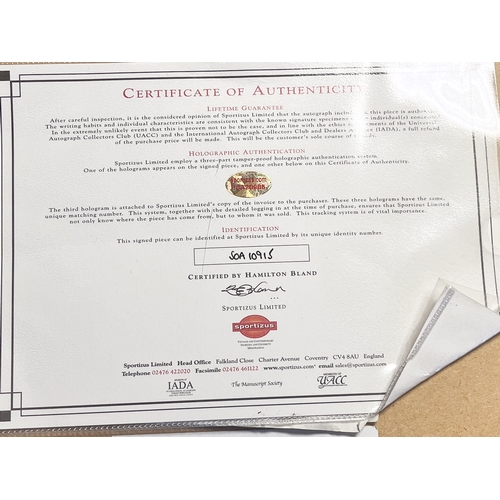 CERTIFICATE OF AUTHENTICITY
LIFETIME GUARANTEE
After careful inspection, it is the considered opinion of Sportizus Limited that the autograph this piece is
The writing habits and individual characteristics are consistent with the known signature specimens individual(s)
In the extremely unlikely event that this is proven not to be the case, and in line with the of the Universal
Autograph Collectors Club (UACC) and the International Autograph Collectors Club and Dealers (IADA), a full refund
of the purchase price will be made. This will be the customer's sole
HOLOGRAPHIC AUTHENTICATION
Sportizus Limited employ a three-part tamper-proof holographic authentication system.
One of the holograms appears on the signed piece, and one other below on this Certificate of Authenticity.
The third hologram is attached to Sportizus Limited's copy of the invoice to the purchaser. These three holograms have the same,
unique matching number. This system, together with the detailed logging in at the time of purchase, ensures that Sportizus Limited
not only know where the piece has come from, but to whom it was sold. This tracking system is of vital importance.
IDENTIFICATION
This signed piece can be identified at Sportizus Limited by its unique identity number.
SOA 10915
CERTIFIED BY HAMILTON BLAND
SPORTIZUS LIMITED
sportizus
Sportizus Limited Head Office Falkland Close Charter Avenue Coventry CV4 8AU England
Telephone 02476 422020 Facsimile 02476 461122 www.sportizus.com email sales@sportizus.com
IADA The Manuscript Society UACC